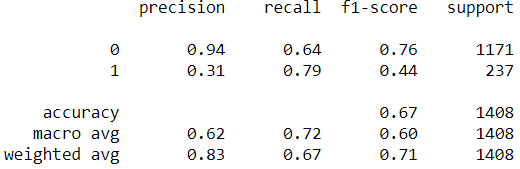 precision recall f1-score support
0 0.94 0.64 0.76 1171
1 0.31 0.79 0.44 237
accuracy 0.67 1408
macro avg 0.62 0.72 0.60 1408
weighted avg 0.83 0.67 0.71 1408